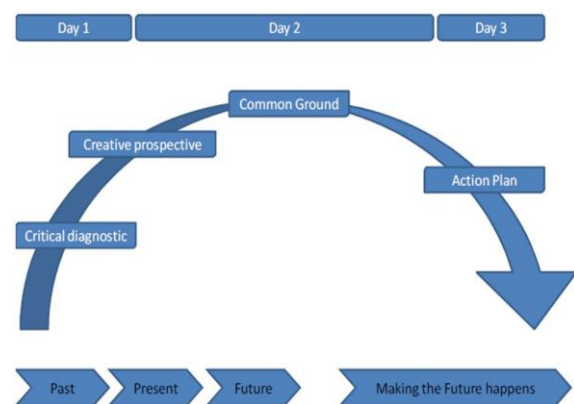 Day 1
Day 2
Day 3
Common Ground
Creative prospective
Action Plan
Critical diagnostic
Past
Present
Future
Making the Future happens